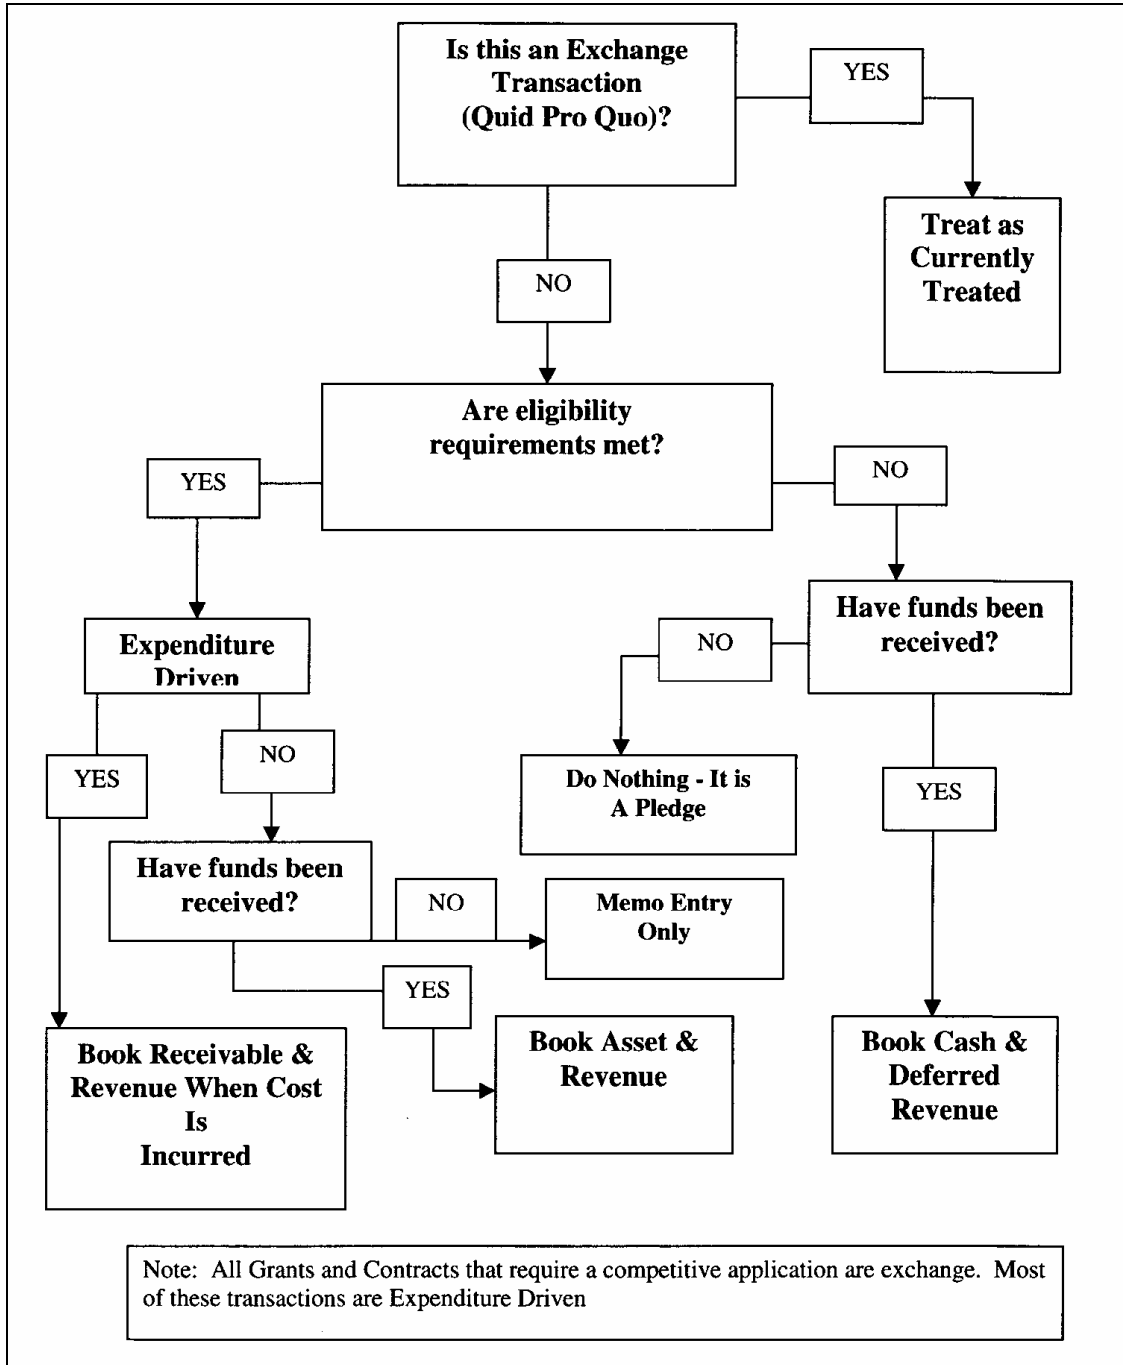 Is this an Exchange
Transaction
(Quid Pro Quo)?
YES
Treat as
Currently
Treated
NO
Are eligibility
requirements met?
YES
NO
Expenditure
Driven
Have funds been
received?
NO
YES
NO
Do Nothing - It is
A Pledge
YES
Have funds been
received?
NO
Memo Entry
Only
YES
Book Receivable &
Revenue When Cost
Is
Incurred
Book Asset &
Revenue
Book Cash &
Deferred
Revenue
Note: All Grants and Contracts that require a competitive application are exchange. Most
of these transactions are Expenditure Driven